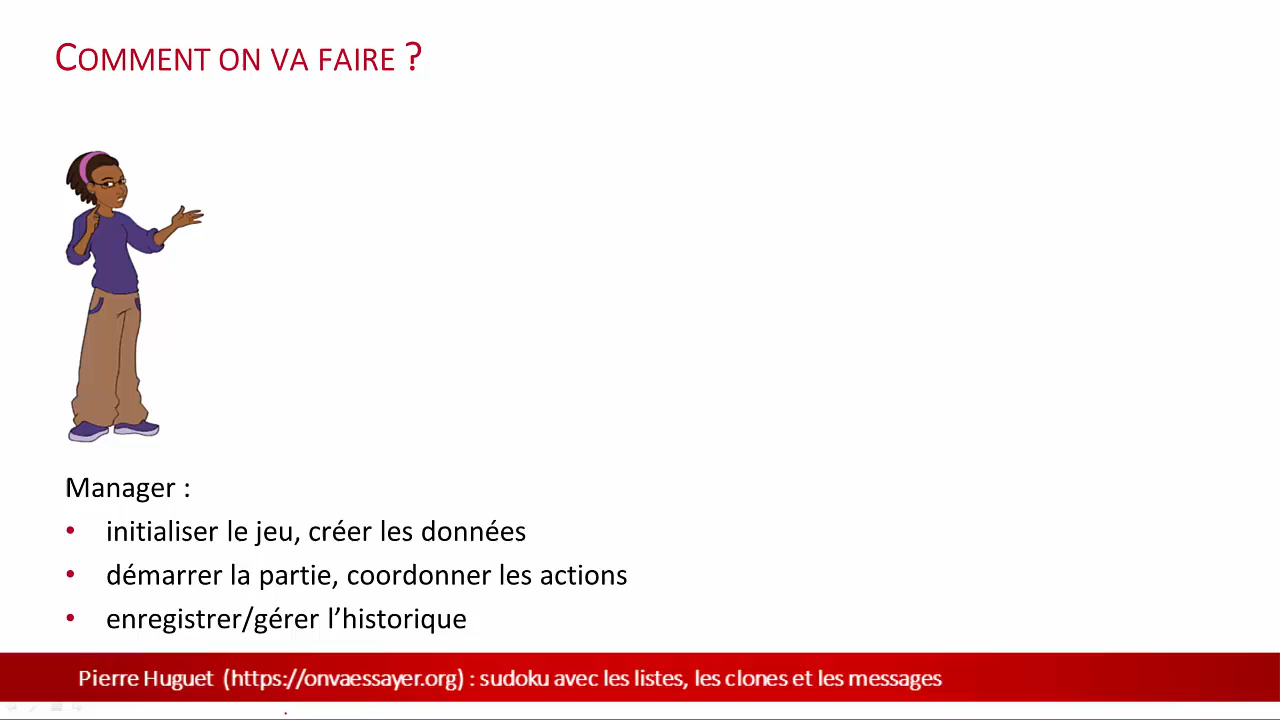 COMMENT ON VA FAIRE ?
Manager :
• initialiser le jeu, créer les données
• démarrer la partie, coordonner les actions
• enregistrer/gérer l’historique
Pierre Huguet (https://onvaessayer.org) : sudoku avec les listes, les clones et les messages